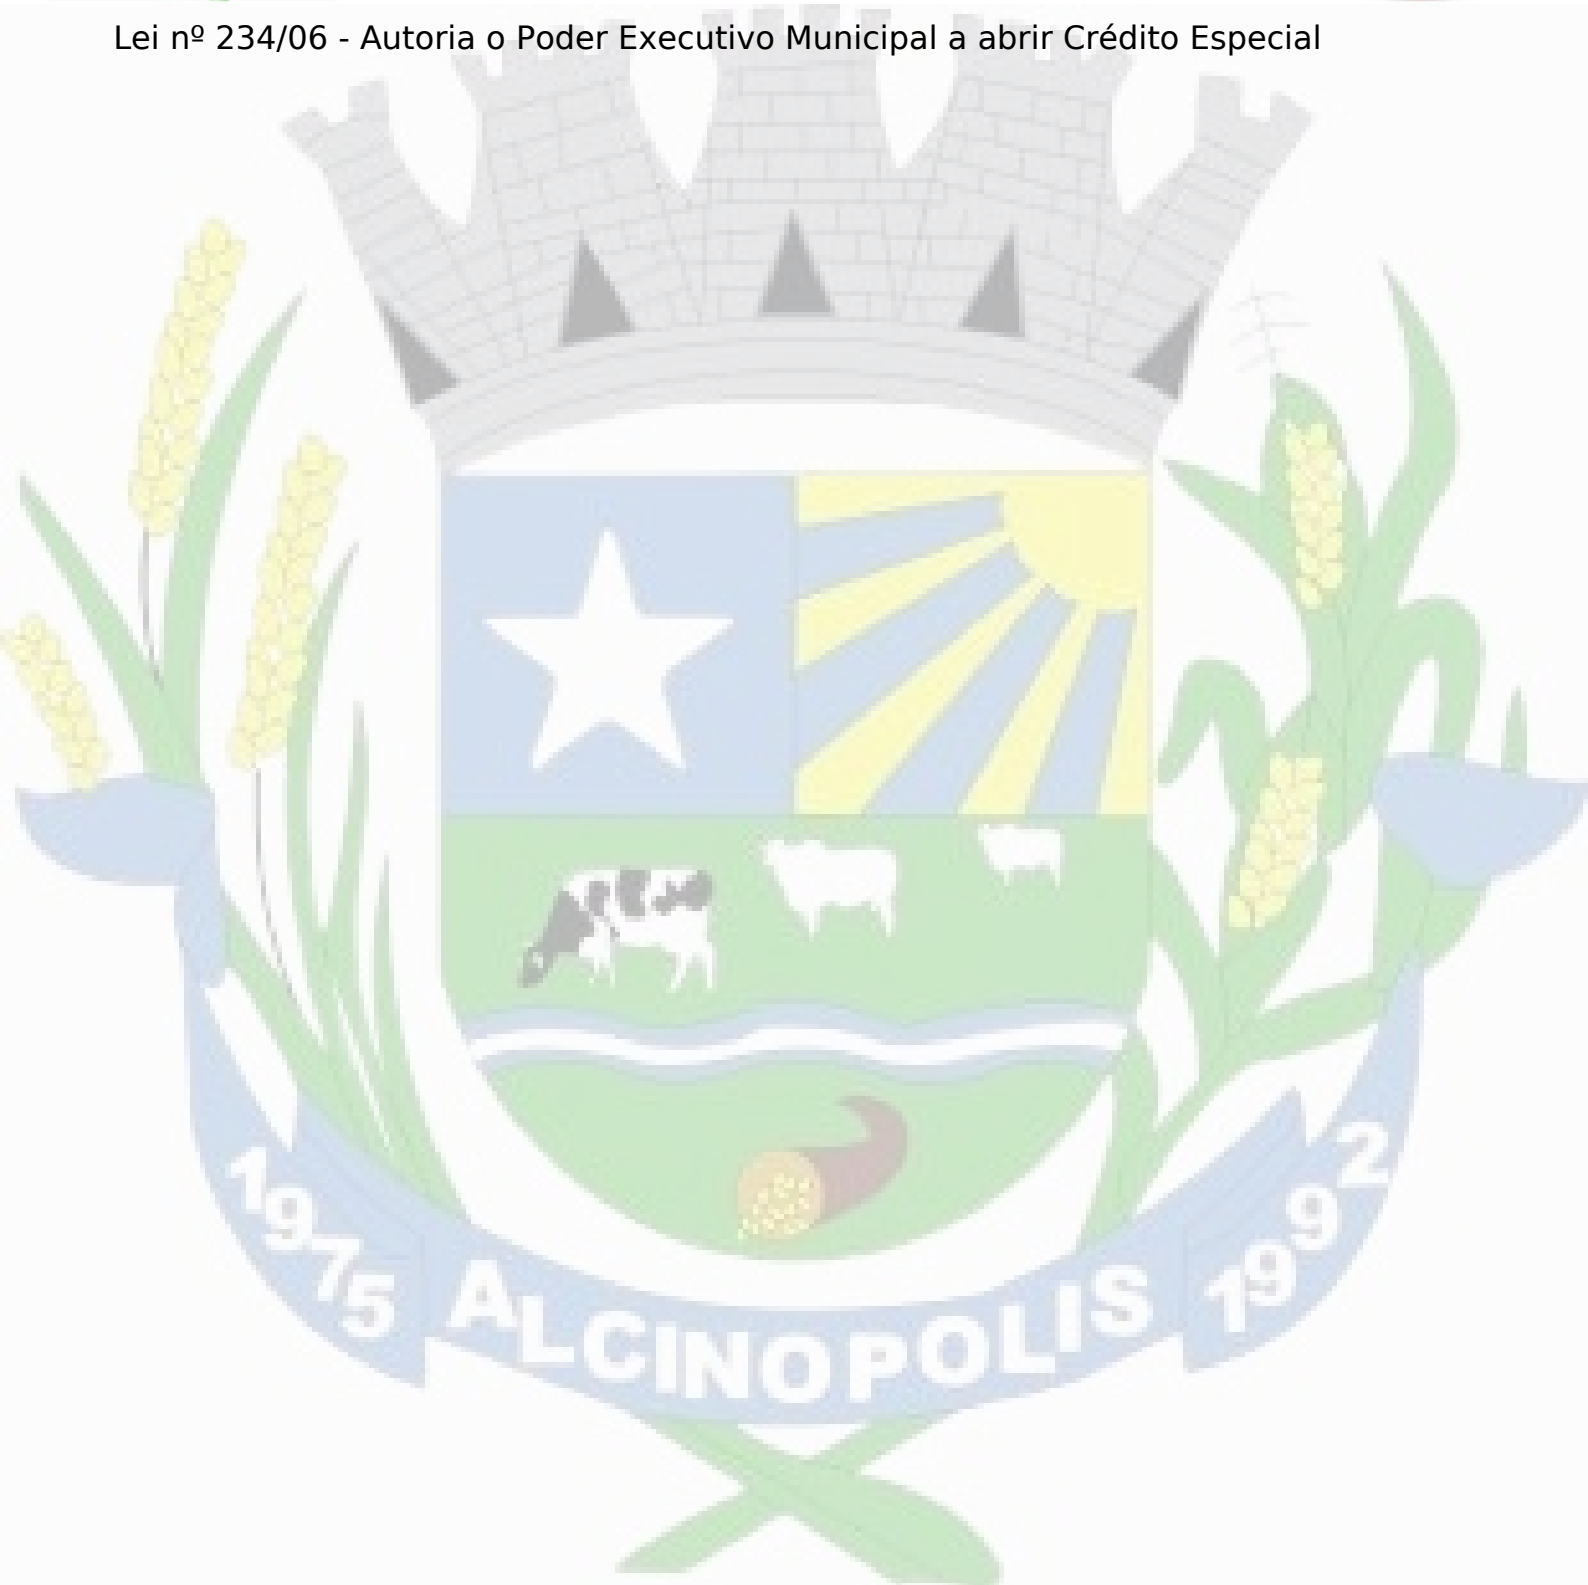 Lei nº 234/06 - Autoria o Poder Executivo Municipal a abrir Crédito Especial
1975 ALCINOPOLIS 1992